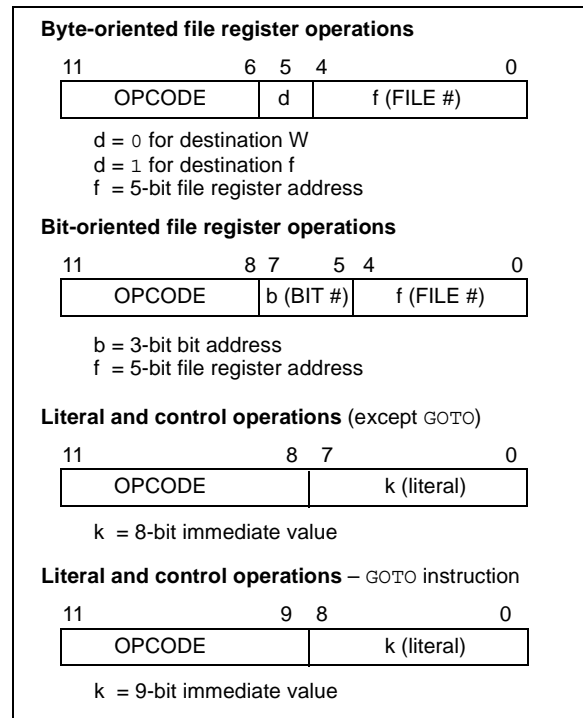 Byte-oriented file register operations
11 6 5 4 0
OPCODE d f (FILE #)
d = 0 for destination W
d = 1 for destination f
f = 5-bit file register address
Bit-oriented file register operations
11 8 7 5 4 0
OPCODE b (BIT #) f (FILE #)
b = 3-bit bit address
f = 5-bit file register address
Literal and control operations (except GOTO)
11 8 7 0
OPCODE k (literal)
k = 8-bit immediate value
Literal and control operations – GOTO instruction
11 9 8 0
OPCODE k (literal)
k = 9-bit immediate value